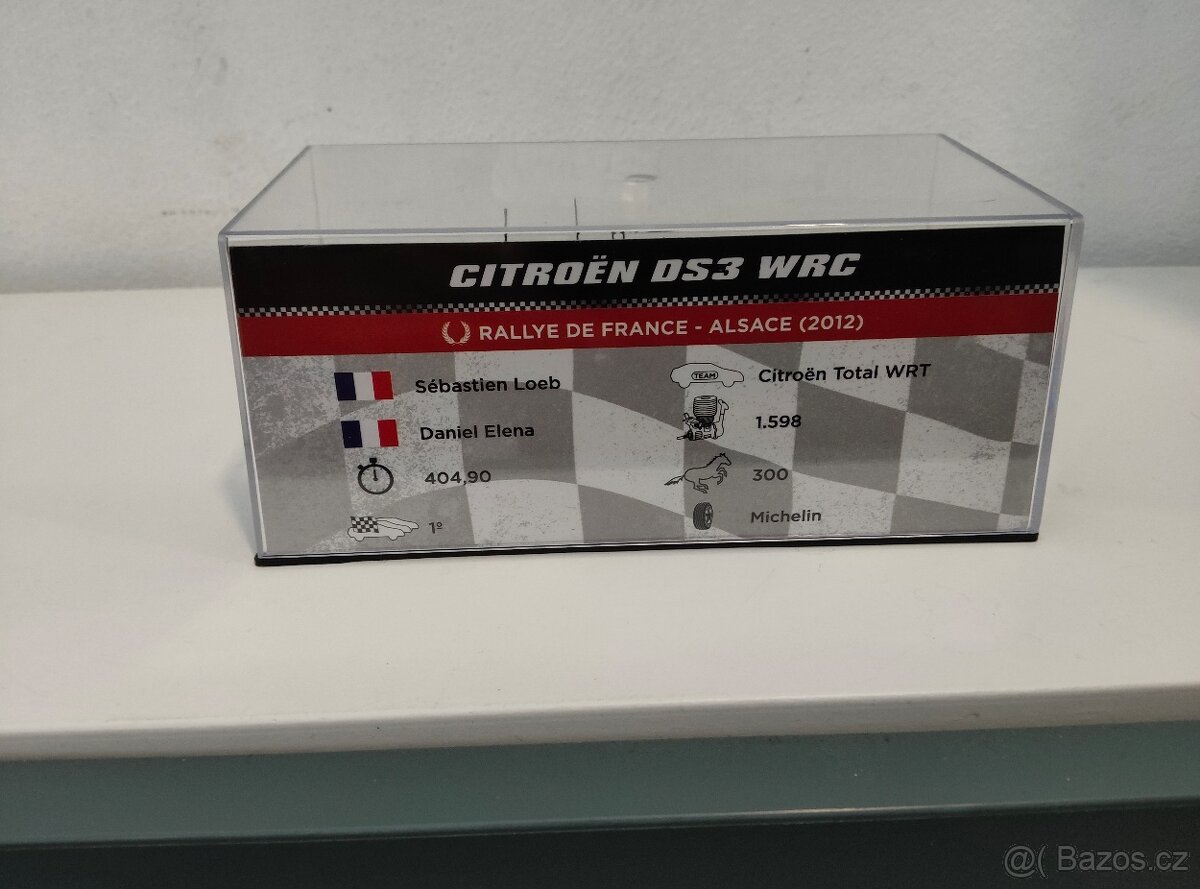 CITROËN DS3 WRC
RALLYE DE FRANCE - ALSACE (2012)
Sébastien Loeb
Daniel Elena
404,90
1º
TEAM
Citroën Total WRT
1.598
300
Michelin
@( Bazos.cz